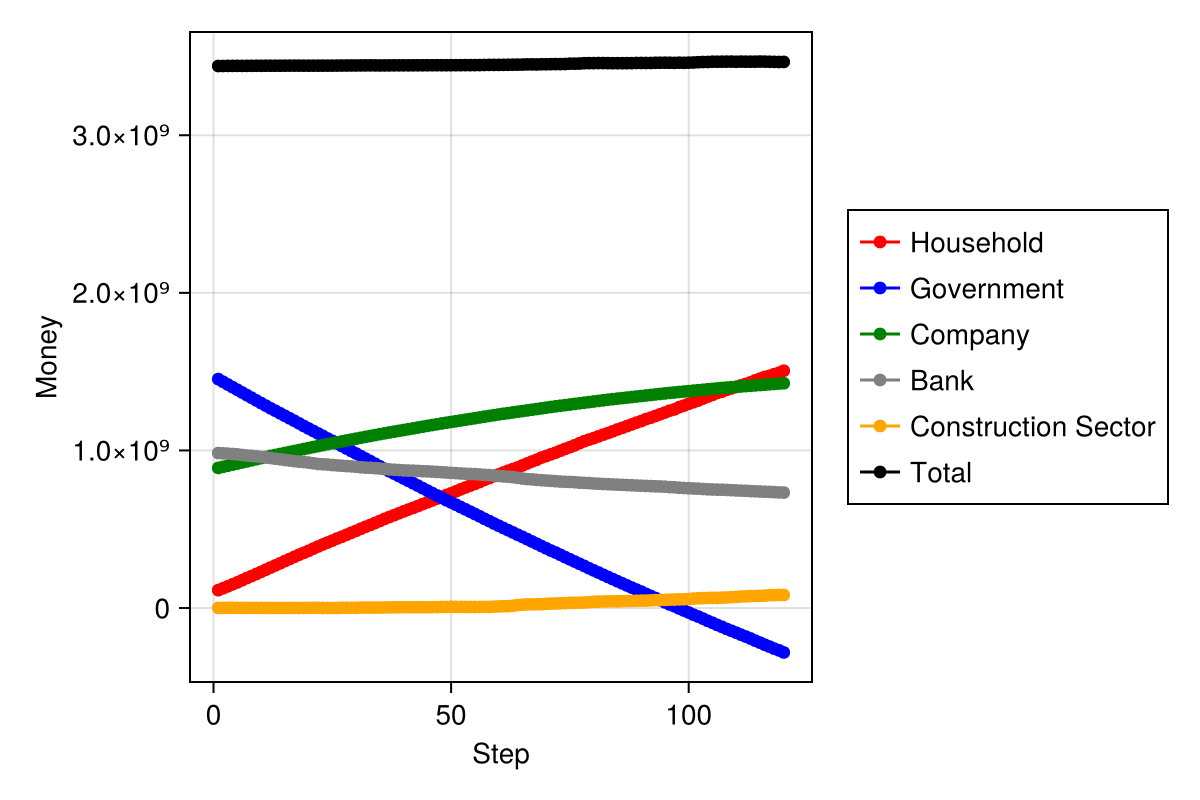 3.0×10⁹
2.0×10⁹
1.0×10⁹
0
Money
0
50
100
Step
Household
Government
Company
Bank
Construction Sector
Total